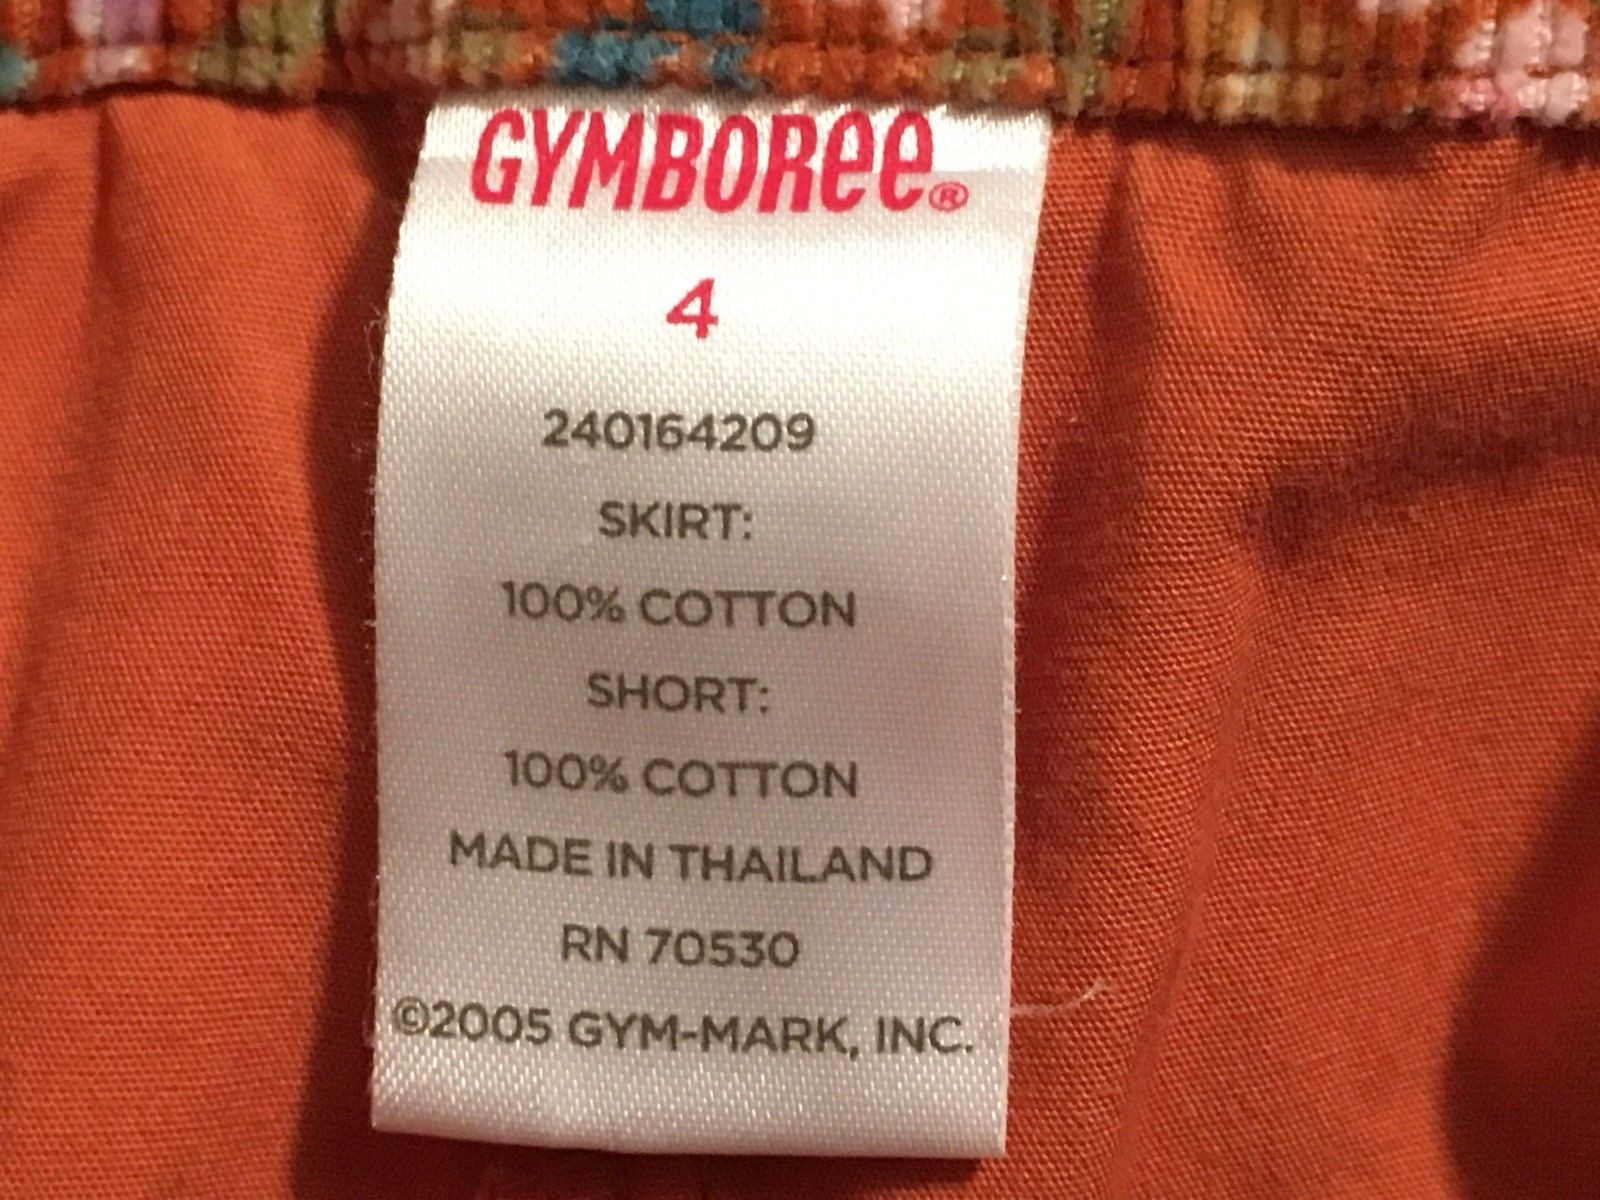 GYMBOREE®
4
240164209
SKIRT:
100% COTTON
SHORT:
100% COTTON
MADE IN THAILAND
RN 70530
©2005 GYM-MARK, INC.